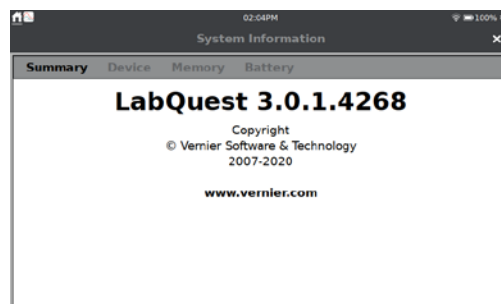 02:04PM
100%
System Information
×
Summary Device Memory Battery
LabQuest 3.0.1.4268
Copyright
© Vernier Software & Technology
2007-2020
www.vernier.com